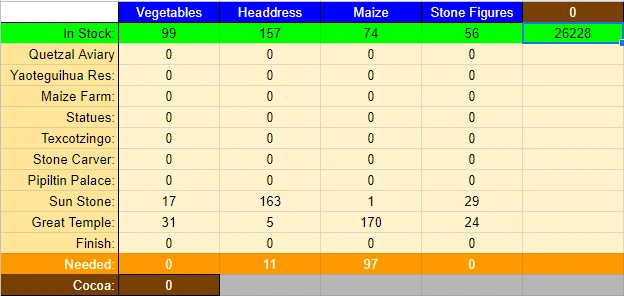 Vegetables Headdress Maize Stone Figures 0
In Stock: 99 157 74 56 26228
Quetzal Aviary 0 0 0 0
Yaoteguihua Res: 0 0 0 0
Maize Farm: 0 0 0 0
Statues: 0 0 0 0
Texcotzingo: 0 0 0 0
Stone Carver: 0 0 0 0
Pipiltin Palace: 0 0 0 0
Sun Stone: 17 163 1 29
Great Temple: 31 5 170 24
Finish: 0 0 0 0
Needed: 0 11 97 0
Cocoa: 0